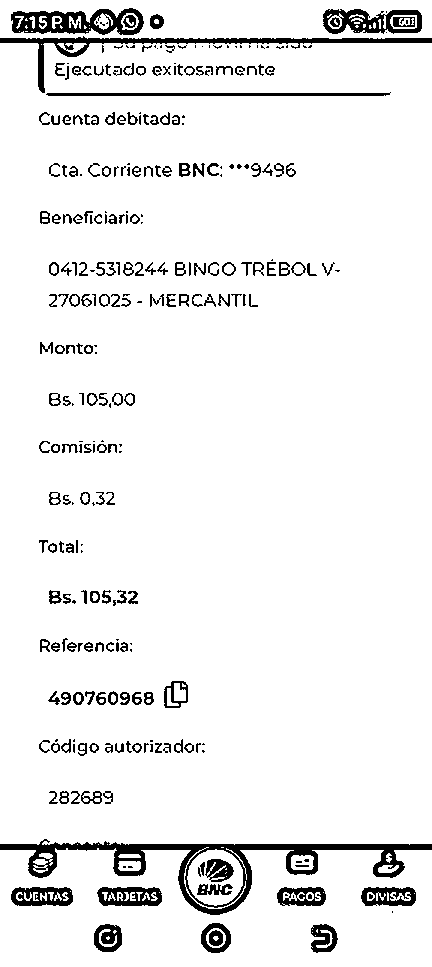 7:15 P. M.
Su pago móvil ha sido
Ejecutado exitosamente
Cuenta debitada:
Cta. Corriente BNC: ***9496
Beneficiario:
0412-5318244 BINGO TRÉBOL V-
27061025 - MERCANTIL
Monto:
Bs. 105,00
Comisión:
Bs. 0,32
Total:
Bs. 105,32
Referencia:
490760968
Código autorizador:
282689
CUENTAS TARJETAS BNC PAGOS DIVISAS